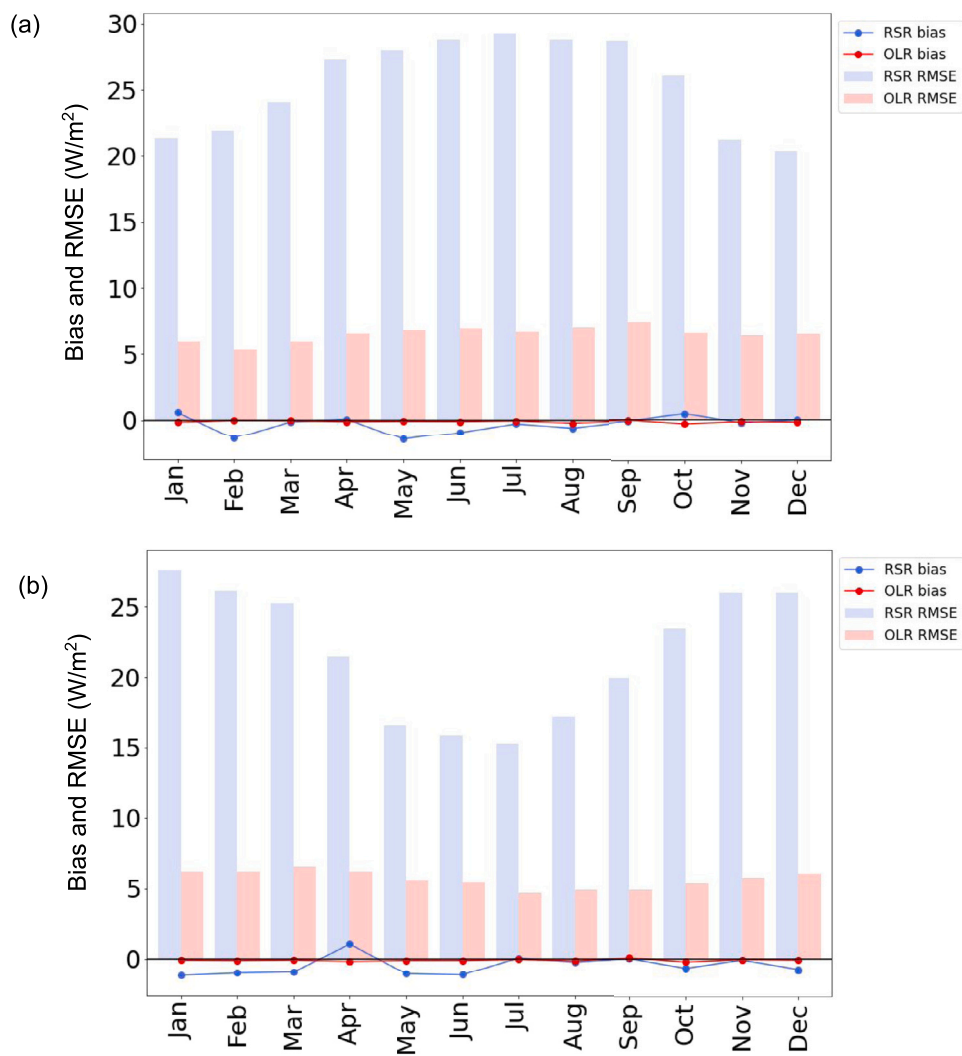 (a)
Bias and RMSE (W/m²)
30
25
20
15
10
5
0
Jan Feb Mar Apr May Jun Jul Aug Sep Oct Nov Dec
RSR bias
OLR bias
RSR RMSE
OLR RMSE
(b)
Bias and RMSE (W/m²)
25
20
15
10
5
0
Jan Feb Mar Apr May Jun Jul Aug Sep Oct Nov Dec
RSR bias
OLR bias
RSR RMSE
OLR RMSE